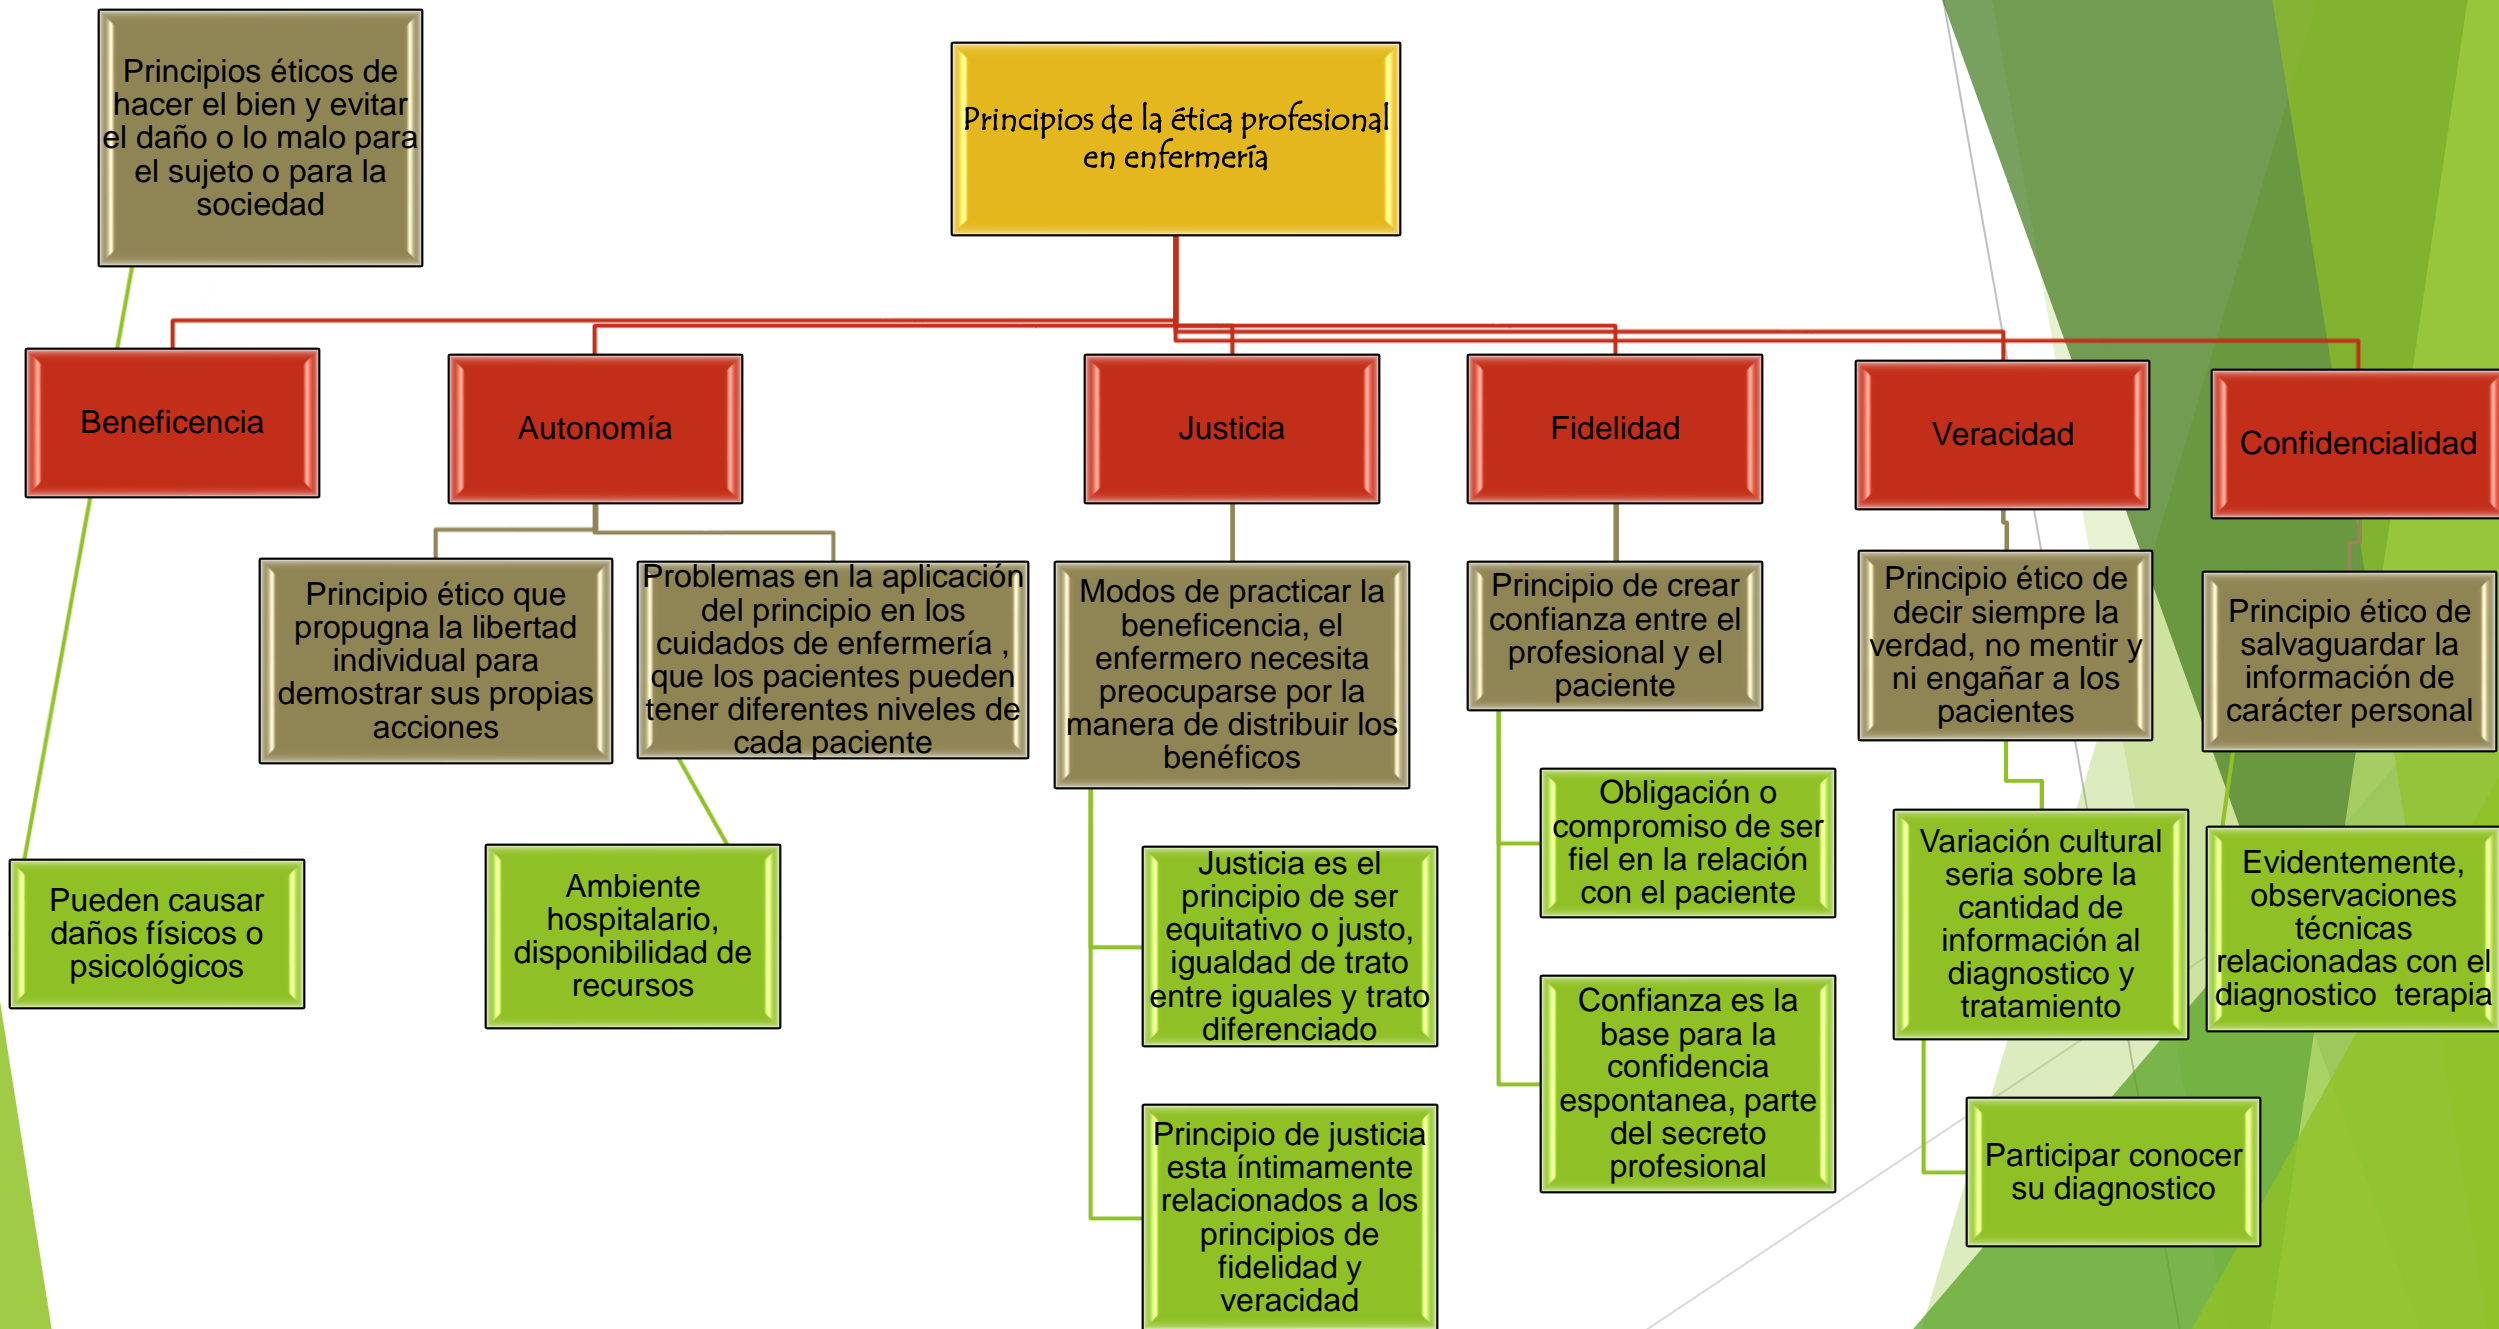 Principios éticos de
hacer el bien y evitar
el daño o lo malo para
el sujeto o para la
sociedad
Principios de la ética profesional
en enfermería
Beneficencia
Autonomía
Justicia
Fidelidad
Veracidad
Confidencialidad
Principio ético que
propugna la libertad
individual para
demostrar sus propias
acciones
Problemas en la aplicación
del principio en los
cuidados de enfermería ,
que los pacientes pueden
tener diferentes niveles de
cada paciente
Modos de practicar la
beneficencia, el
enfermero necesita
preocuparse por la
manera de distribuir los
benéficos
Principio de crear
confianza entre el
profesional y el
paciente
Principio ético de
decir siempre la
verdad, no mentir y
ni engañar a los
pacientes
Principio ético de
salvaguardar la
información de
carácter personal
Pueden causar
daños físicos o
psicológicos
Ambiente
hospitalario,
disponibilidad de
recursos
Justicia es el
principio de ser
equitativo o justo,
igualdad de trato
entre iguales y trato
diferenciado
Principio de justicia
esta íntimamente
relacionados a los
principios de
fidelidad y
veracidad
Obligación o
compromiso de ser
fiel en la relación
con el paciente
Confianza es la
base para la
confidencia
espontanea, parte
del secreto
profesional
Variación cultural
seria sobre la
cantidad de
información al
diagnostico y
tratamiento
Participar conocer
su diagnostico
Evidentemente,
observaciones
técnicas
relacionadas con el
diagnostico  terapia